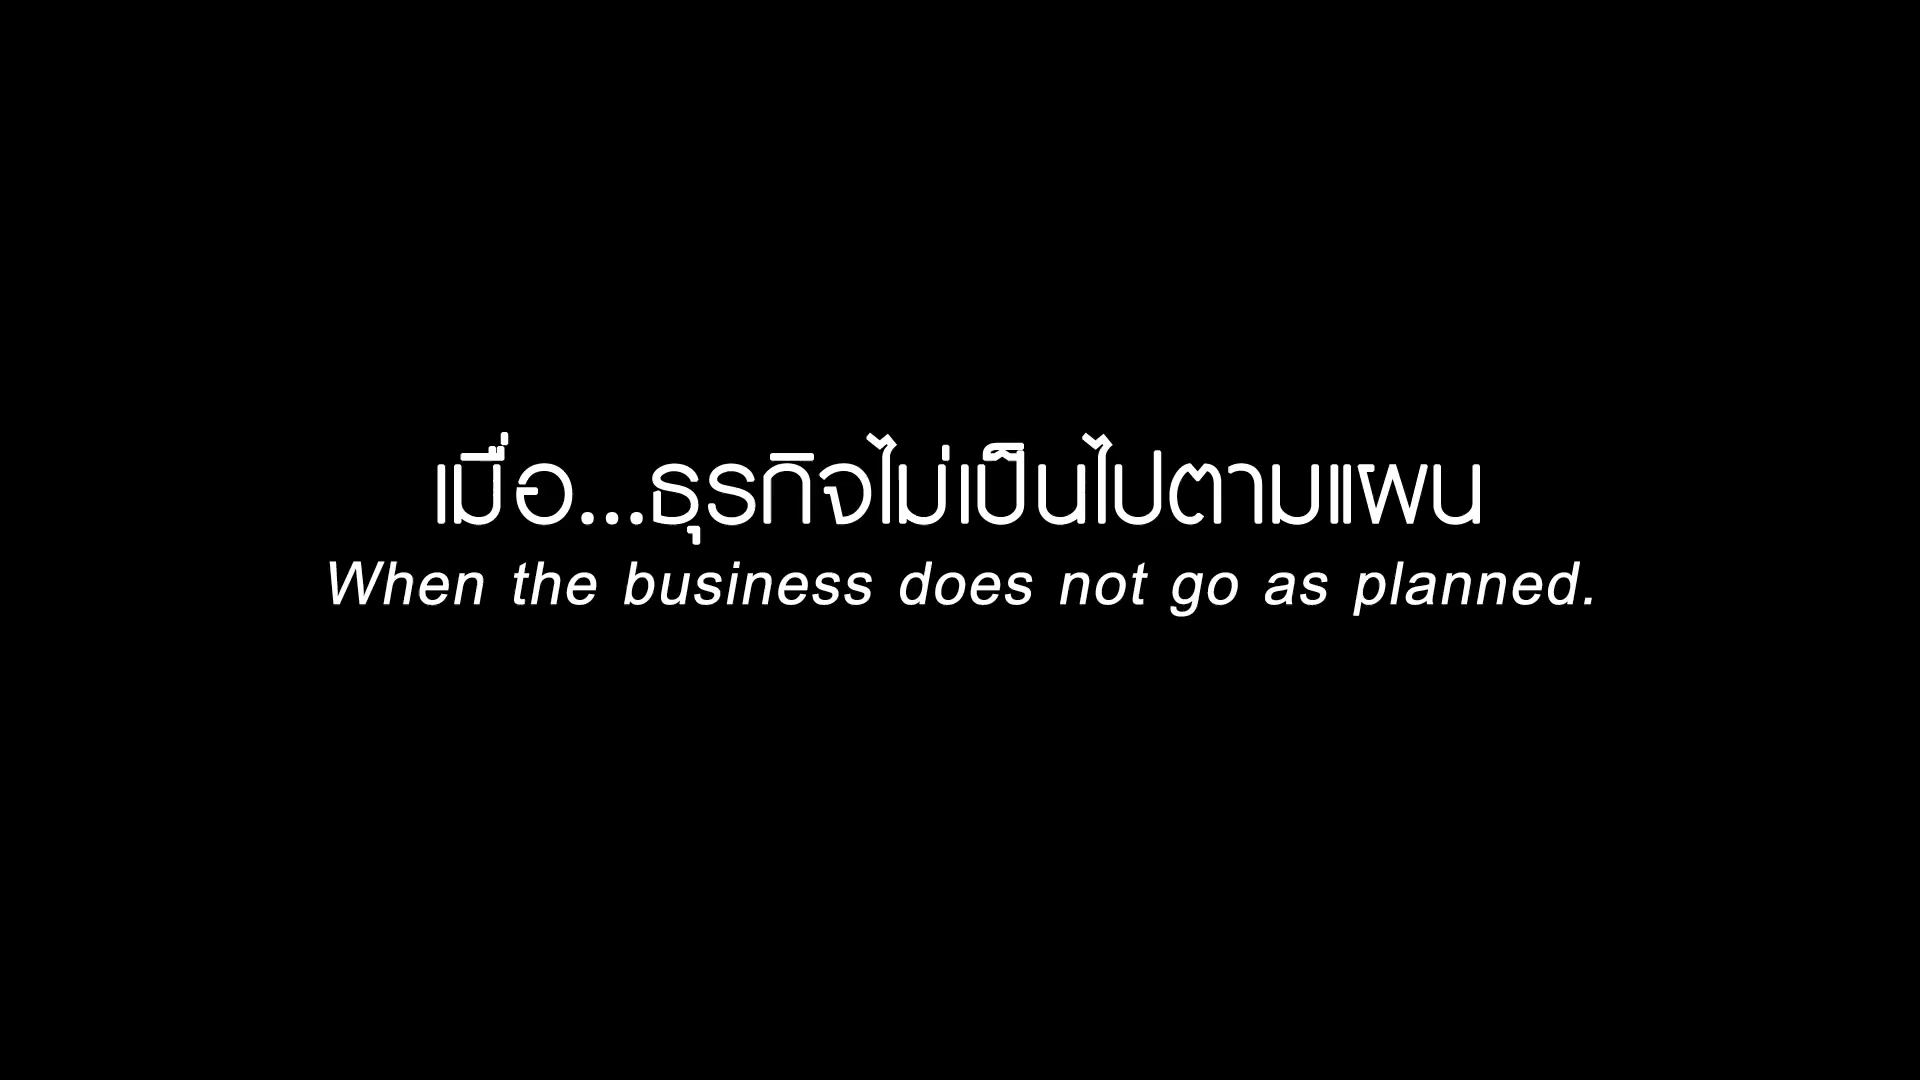 เมื่อ...ธุรกิจไม่เป็นไปตามแผน
When the business does not go as planned.